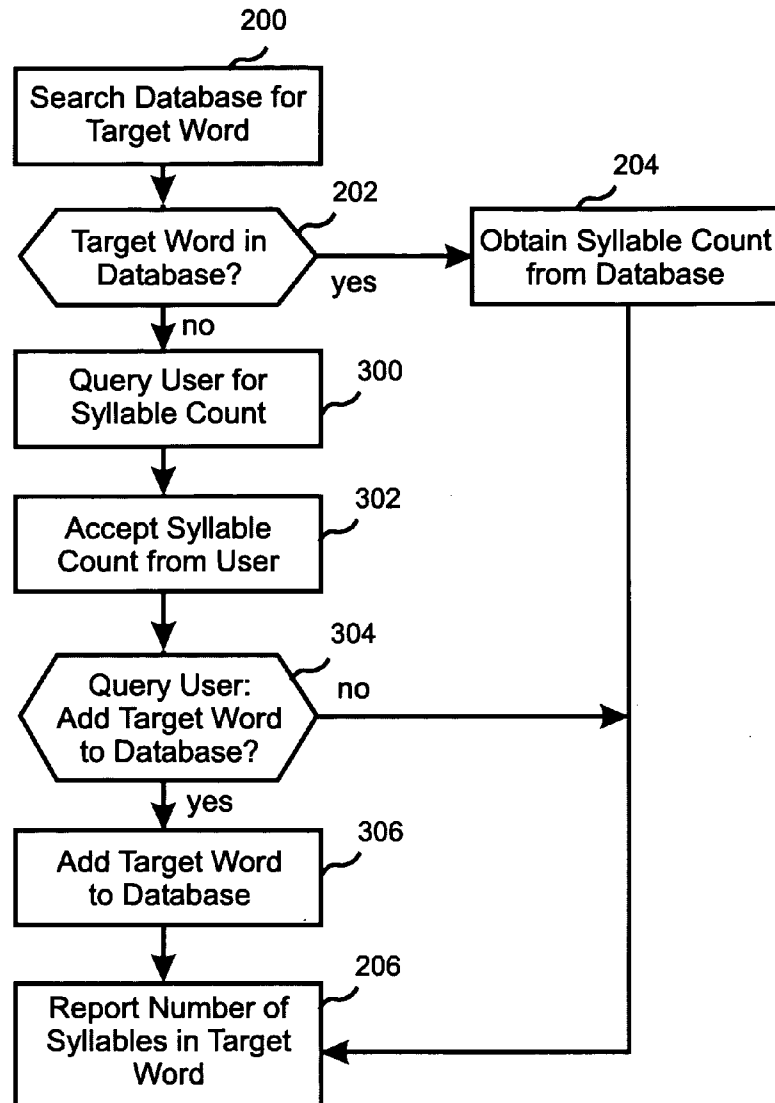 200
Search Database for
Target Word
202
Target Word in
Database?
yes
no
204
Obtain Syllable Count
from Database
Query User for
Syllable Count
300
Accept Syllable
Count from User
302
304
Query User:
Add Target Word
to Database?
no
yes
Add Target Word
to Database
306
206
Report Number of
Syllables in Target
Word